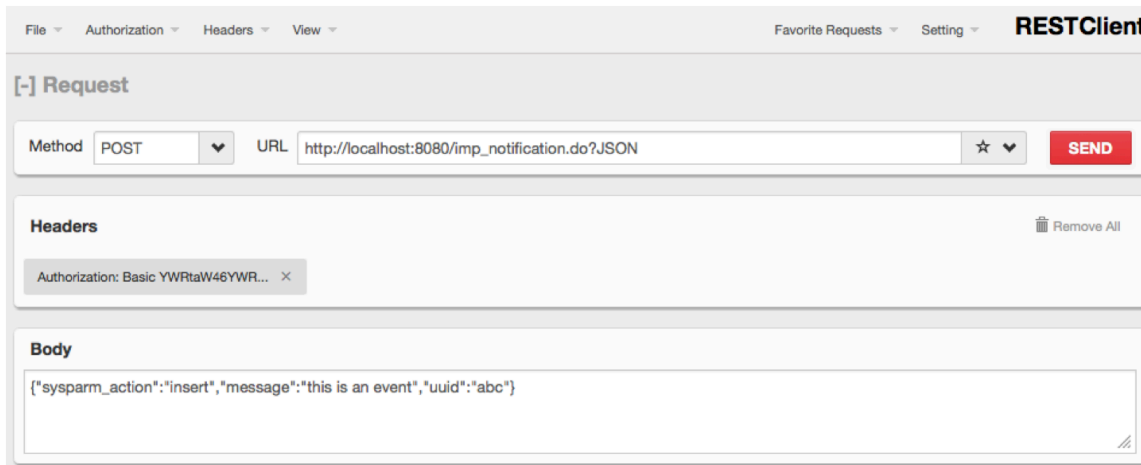 File Authorization Headers View Favorite Requests Setting RESTClient
[-] Request
Method POST URL http://localhost:8080/imp_notification.do?JSON SEND
Headers Remove All
Authorization: Basic YWRtaW46YWR... ×
Body
{"sysparm_action":"insert","message":"this is an event","uuid":"abc"}